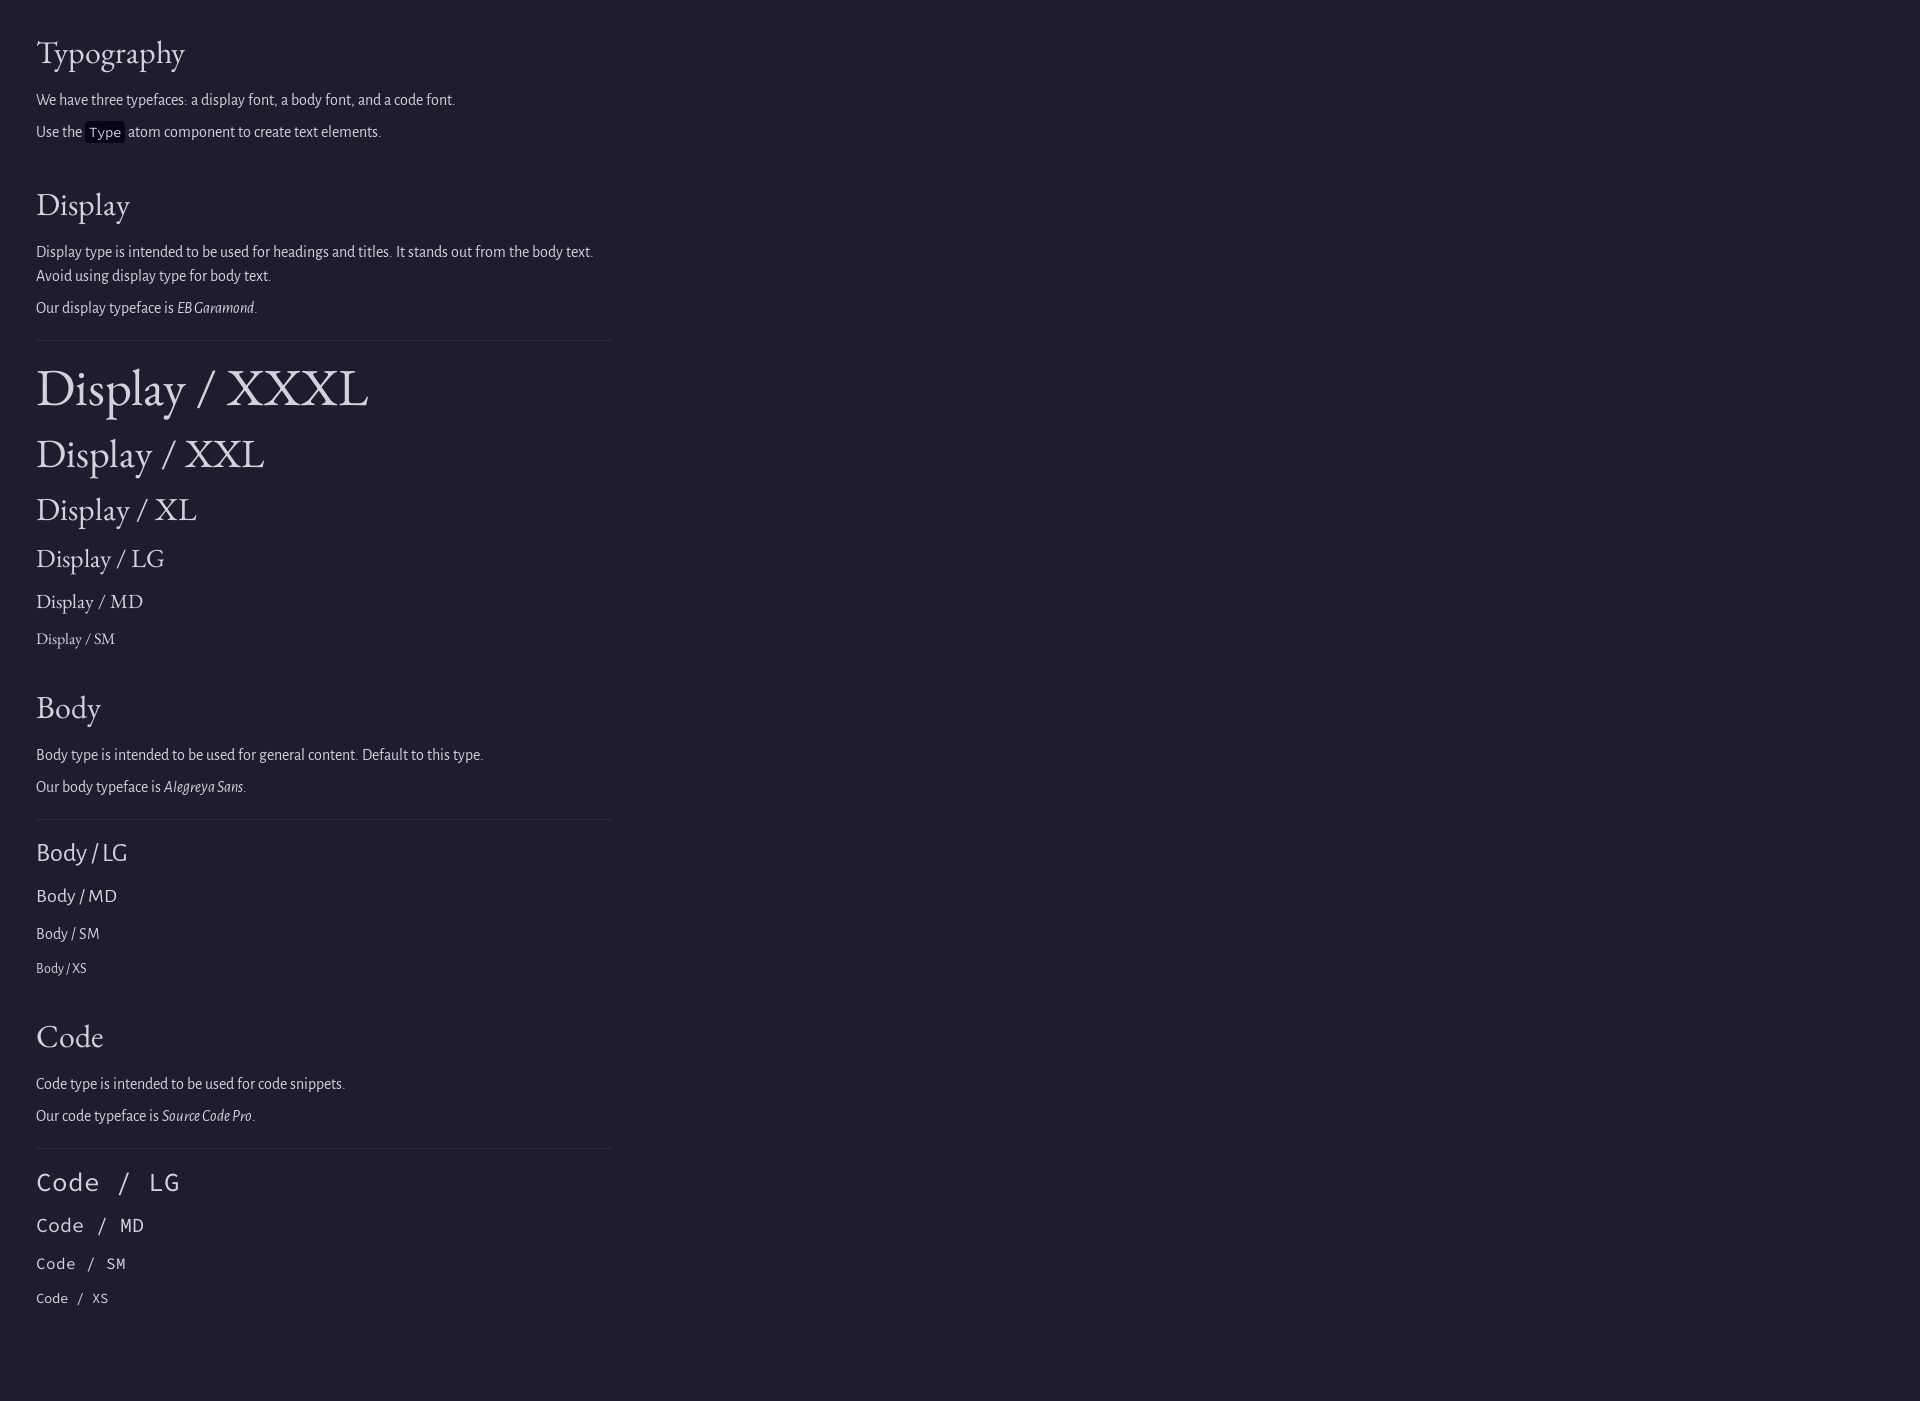 Typography
We have three typefaces: a display font, a body font, and a code font.
Use the Type atom component to create text elements.
Display
Display type is intended to be used for headings and titles. It stands out from the body text.
Avoid using display type for body text.
Our display typeface is EB Garamond.
Display / XXXL
Display / XXL
Display / XL
Display / LG
Display / MD
Display / SM
Body
Body type is intended to be used for general content. Default to this type.
Our body typeface is Alegreya Sans.
Body / LG
Body / MD
Body / SM
Body / XS
Code
Code type is intended to be used for code snippets.
Our code typeface is Source Code Pro.
Code / LG
Code / MD
Code / SM
Code / XS